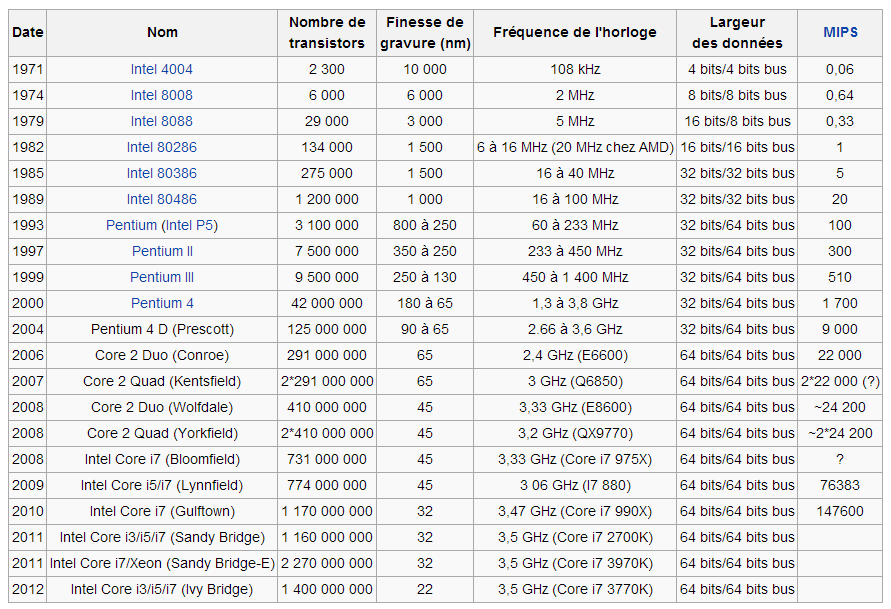 Date Nom Nombre de transistors Finesse de gravure (nm) Fréquence de l'horloge Largeur des données MIPS
1971 Intel 4004 2 300 10 000 108 kHz 4 bits/4 bits bus 0,06
1974 Intel 8008 6 000 6 000 2 MHz 8 bits/8 bits bus 0,64
1979 Intel 8088 29 000 3 000 5 MHz 16 bits/8 bits bus 0,33
1982 Intel 80286 134 000 1 500 6 à 16 MHz (20 MHz chez AMD) 16 bits/16 bits bus 1
1985 Intel 80386 275 000 1 500 16 à 40 MHz 32 bits/32 bits bus 5
1989 Intel 80486 1 200 000 1 000 16 à 100 MHz 32 bits/32 bits bus 20
1993 Pentium (Intel P5) 3 100 000 800 à 250 60 à 233 MHz 32 bits/64 bits bus 100
1997 Pentium II 7 500 000 350 à 250 233 à 450 MHz 32 bits/64 bits bus 300
1999 Pentium III 9 500 000 250 à 130 450 à 1 400 MHz 32 bits/64 bits bus 510
2000 Pentium 4 42 000 000 180 à 65 1,3 à 3,8 GHz 32 bits/64 bits bus 1 700
2004 Pentium 4 D (Prescott) 125 000 000 90 à 65 2.66 à 3,6 GHz 32 bits/64 bits bus 9 000
2006 Core 2 Duo (Conroe) 291 000 000 65 2,4 GHz (E6600) 64 bits/64 bits bus 22 000
2007 Core 2 Quad (Kentsfield) 2*291 000 000 65 3 GHz (Q6850) 64 bits/64 bits bus 2*22 000 (?)
2008 Core 2 Duo (Wolfdale) 410 000 000 45 3,33 GHz (E8600) 64 bits/64 bits bus ~24 200
2008 Core 2 Quad (Yorkfield) 2*410 000 000 45 3,2 GHz (QX9770) 64 bits/64 bits bus ~2*24 200
2008 Intel Core i7 (Bloomfield) 731 000 000 45 3,33 GHz (Core i7 975X) 64 bits/64 bits bus ?
2009 Intel Core i5/i7 (Lynnfield) 774 000 000 45 3 06 GHz (I7 880) 64 bits/64 bits bus 76383
2010 Intel Core i7 (Gulftown) 1 170 000 000 32 3,47 GHz (Core i7 990X) 64 bits/64 bits bus 147600
2011 Intel Core i3/i5/i7 (Sandy Bridge) 1 160 000 000 32 3,5 GHz (Core i7 2700K) 64 bits/64 bits bus
2011 Intel Core i7/Xeon (Sandy Bridge-E) 2 270 000 000 32 3,5 GHz (Core i7 3970K) 64 bits/64 bits bus
2012 Intel Core i3/i5/i7 (Ivy Bridge) 1 400 000 000 22 3,5 GHz (Core i7 3770K) 64 bits/64 bits bus